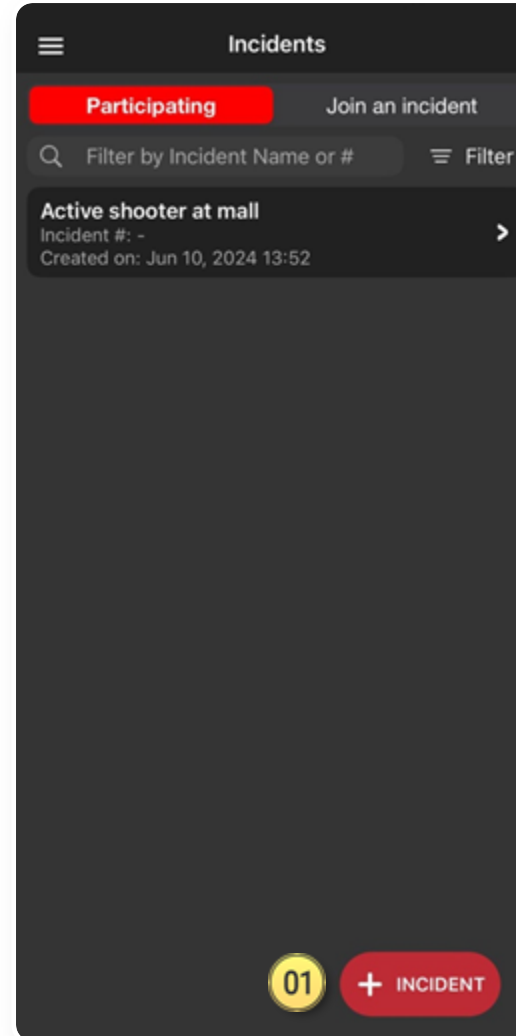 Incidents
Participating
Join an incident
Filter by Incident Name or #
Filter
Active shooter at mall
Incident #: -
Created on: Jun 10, 2024 13:52
01
+ INCIDENT